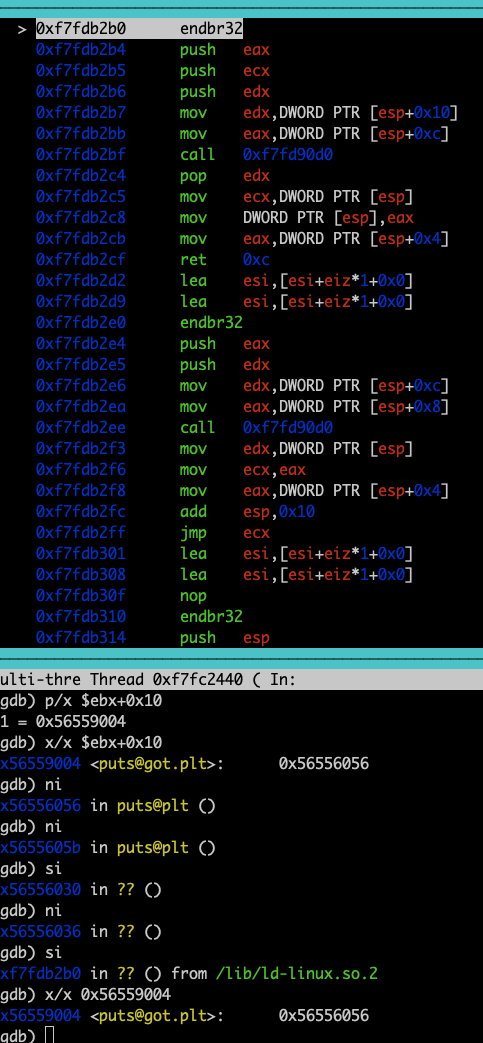 > 0xf7fdb2b0 endbr32
0xf7fdb2b4 push eax
0xf7fdb2b5 push ecx
0xf7fdb2b6 push edx
0xf7fdb2b7 mov edx,DWORD PTR [esp+0x10]
0xf7fdb2bb mov eax,DWORD PTR [esp+0xc]
0xf7fdb2bf call 0xf7fd90d0
0xf7fdb2c4 pop edx
0xf7fdb2c5 mov ecx,DWORD PTR [esp]
0xf7fdb2c8 mov DWORD PTR [esp],eax
0xf7fdb2cb mov eax,DWORD PTR [esp+0x4]
0xf7fdb2cf ret 0xc
0xf7fdb2d2 lea esi,[esi+eiz*1+0x0]
0xf7fdb2d9 lea esi,[esi+eiz*1+0x0]
0xf7fdb2e0 endbr32
0xf7fdb2e4 push eax
0xf7fdb2e5 push edx
0xf7fdb2e6 mov edx,DWORD PTR [esp+0xc]
0xf7fdb2ea mov eax,DWORD PTR [esp+0x8]
0xf7fdb2ee call 0xf7fd90d0
0xf7fdb2f3 mov edx,DWORD PTR [esp]
0xf7fdb2f6 mov ecx,eax
0xf7fdb2f8 mov eax,DWORD PTR [esp+0x4]
0xf7fdb2fc add esp,0x10
0xf7fdb2ff jmp ecx
0xf7fdb301 lea esi,[esi+eiz*1+0x0]
0xf7fdb308 lea esi,[esi+eiz*1+0x0]
0xf7fdb30f nop
0xf7fdb310 endbr32
0xf7fdb314 push esp
ulti-thre Thread 0xf7fc2440 ( In:
gdb) p/x $ebx+0x10
1 = 0x56559004
gdb) x/x $ebx+0x10
x56559004 <puts@got.plt>: 0x56556056
gdb) ni
x56556056 in puts@plt ()
gdb) ni
x5655605b in puts@plt ()
gdb) si
x56556030 in ?? ()
gdb) ni
x56556036 in ?? ()
gdb) si
xf7fdb2b0 in ?? () from /lib/ld-linux.so.2
gdb) x/x 0x56559004
x56559004 <puts@got.plt>: 0x56556056
gdb)